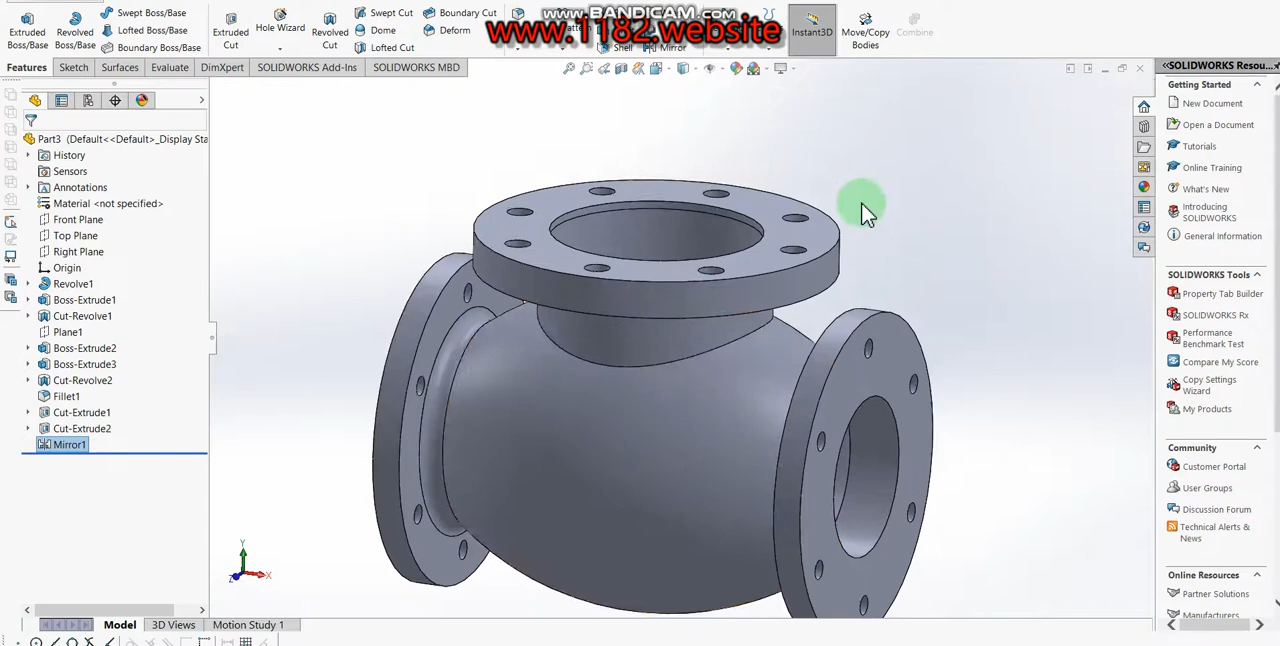 www.BANDICAM.com
www.1182.website
Extruded Boss/Base
Revolved Boss/Base
Swept Boss/Base
Lofted Boss/Base
Boundary Boss/Base
Extruded Cut
Hole Wizard
Revolved Cut
Swept Cut
Dome
Lofted Cut
Boundary Cut
Deform
Shell
Mirror
Instant3D
Move/Copy Bodies
Combine
Features
Sketch
Surfaces
Evaluate
DimXpert
SOLIDWORKS Add-Ins
SOLIDWORKS MBD
Part3 (Default<<Default>_Display Sta
History
Sensors
Annotations
Material <not specified>
Front Plane
Top Plane
Right Plane
Origin
Revolve1
Boss-Extrude1
Cut-Revolve1
Plane1
Boss-Extrude2
Boss-Extrude3
Cut-Revolve2
Fillet1
Cut-Extrude1
Cut-Extrude2
Mirror1
Y
X
Z
Model
3D Views
Motion Study 1
SOLIDWORKS Resou...
Getting Started
New Document
Open a Document
Tutorials
Online Training
What's New
Introducing
SOLIDWORKS
General Information
SOLIDWORKS Tools
Property Tab Builder
SOLIDWORKS Rx
Performance
Benchmark Test
Compare My Score
Copy Settings
Wizard
My Products
Community
Customer Portal
User Groups
Discussion Forum
Technical Alerts &
News
Online Resources
Partner Solutions
Manufacturers